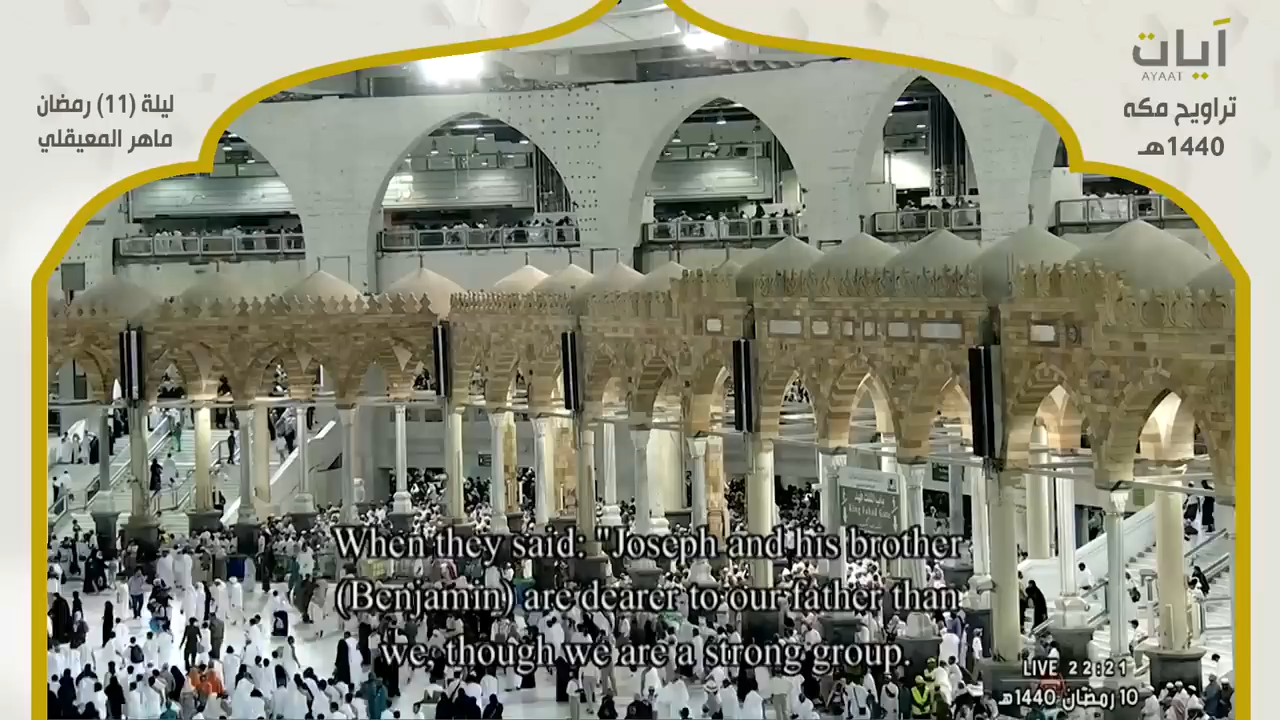 آيات
AYAAT
تراويح مكه
1440هـ
ليلة (11) رمضان
ماهر المعيقلي
King Fahad Gate
When they said: "Joseph and his brother
(Benjamin) are dearer to our father than
we, though we are a strong group.
LIVE 22:21
10 رمضان 1440هـ